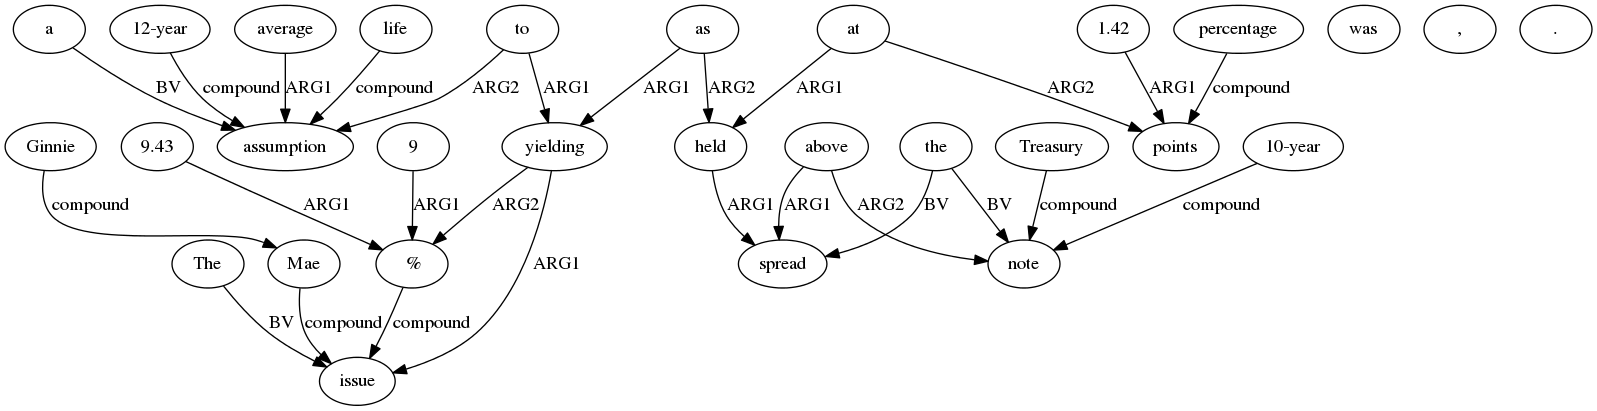 a 12-year average life to as at 1.42 percentage was , .
BV compound ARG1 compound ARG2 ARG1 ARG1 ARG2 ARG1 ARG2 ARG1 compound
Ginnie 9.43 assumption 9 yielding held above the Treasury points 10-year
compound ARG1 ARG1 ARG2 ARG1 ARG1 ARG2 BV BV compound compound
The Mae % ARG1 spread note
BV compound compound
issue